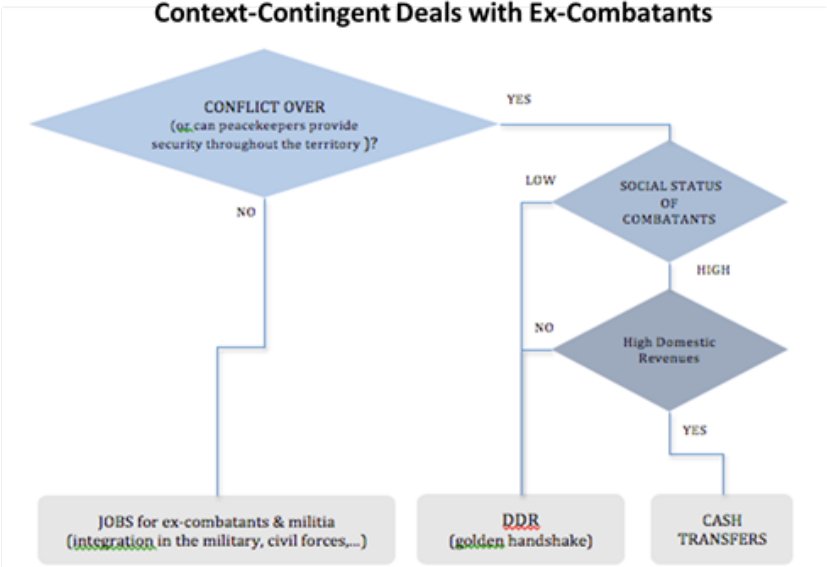 Context-Contingent Deals with Ex-Combatants
CONFLICT OVER
(or can peacekeepers provide
security throughout the territory )?
YES
NO
LOW
SOCIAL STATUS
OF
COMBATANTS
HIGH
NO
High Domestic
Revenues
YES
JOBS for ex-combatants & militia
(integration in the military, civil forces,...)
DDR
(golden handshake)
CASH
TRANSFERS